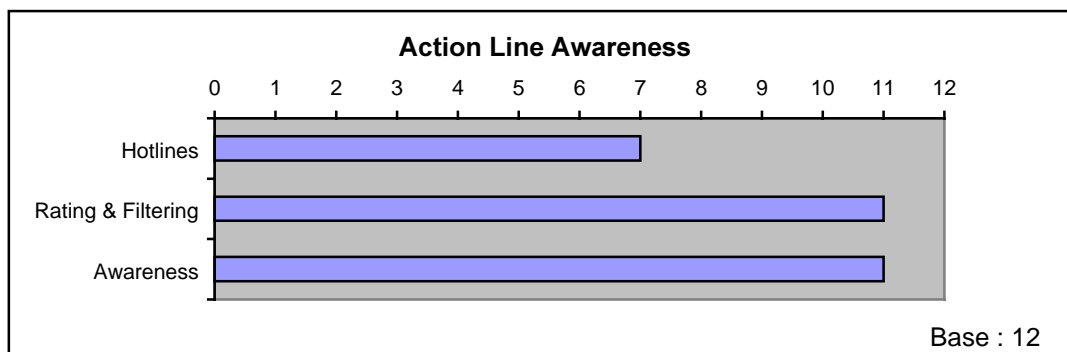 Action Line Awareness
0 1 2 3 4 5 6 7 8 9 10 11 12
Hotlines
Rating & Filtering
Awareness
Base : 12